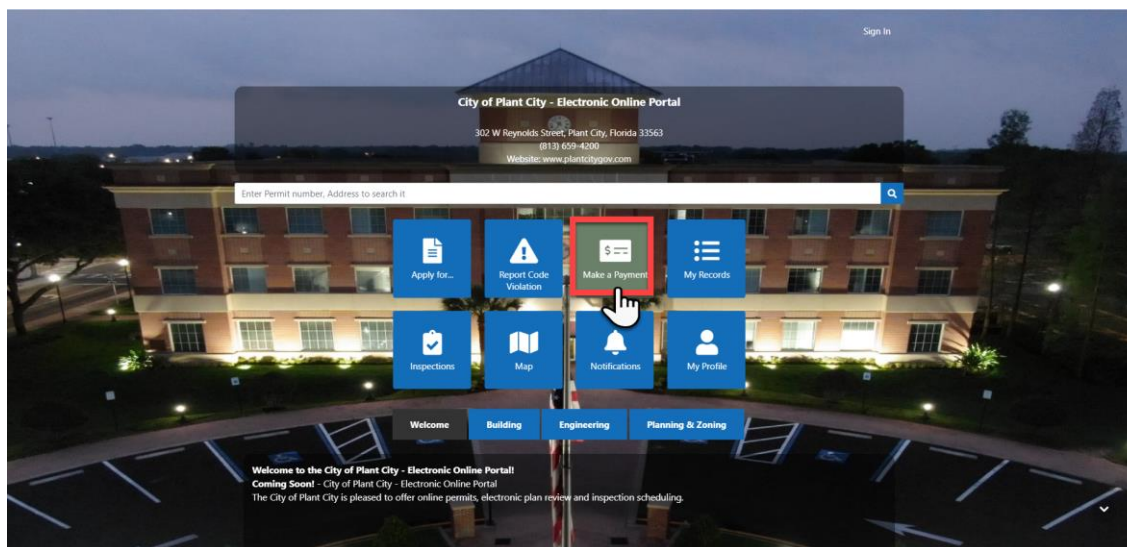 Sign In
City of Plant City - Electronic Online Portal
302 W Reynolds Street, Plant City, Florida 33563
(813) 659-4200
Website: www.plantcitygov.com
Enter Permit number, Address to search it
Apply for...
Report Code
Violation
Make a Payment
My Records
Inspections
Map
Notifications
My Profile
Welcome
Building
Engineering
Planning & Zoning
Welcome to the City of Plant City - Electronic Online Portal!
Coming Soon! - City of Plant City - Electronic Online Portal
The City of Plant City is pleased to offer online permits, electronic plan review and inspection scheduling.